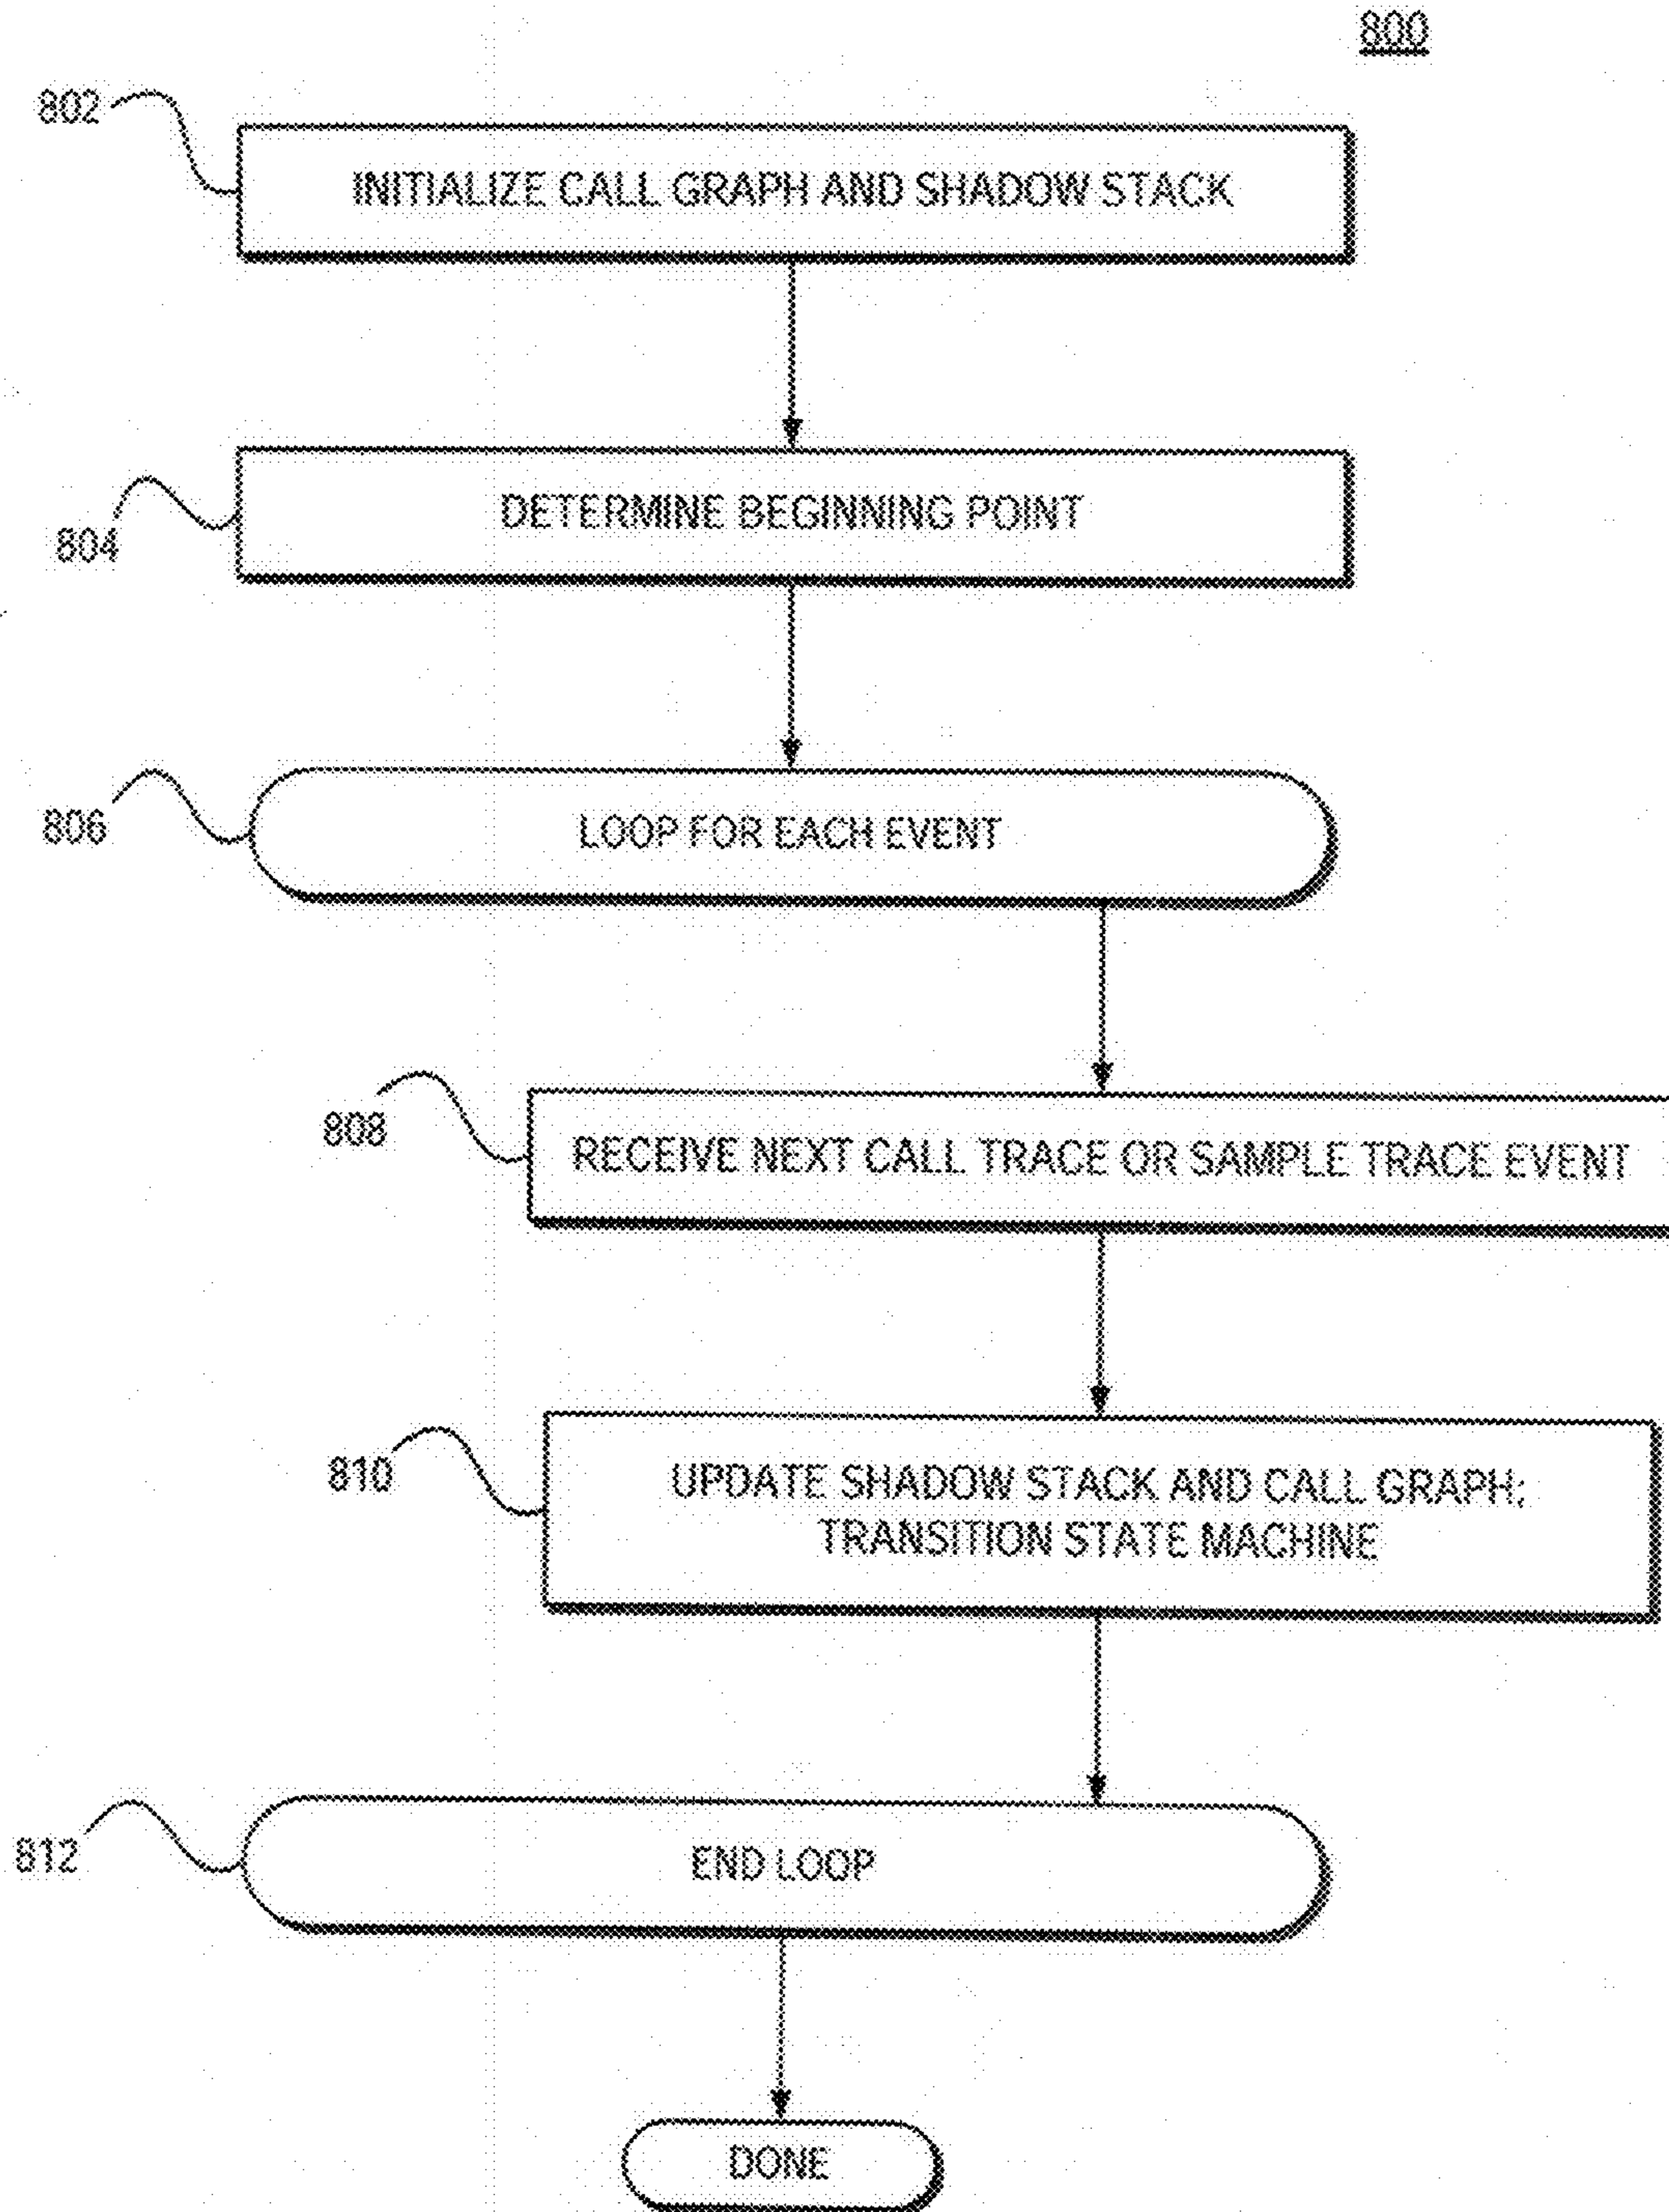 800
802
INITIALIZE CALL GRAPH AND SHADOW STACK
DETERMINE BEGINNING POINT
804
806
LOOP FOR EACH EVENT
808
RECEIVE NEXT CALL TRACE OR SAMPLE TRACE EVENT
810
UPDATE SHADOW STACK AND CALL GRAPH;
TRANSITION STATE MACHINE
812
END LOOP
DONE